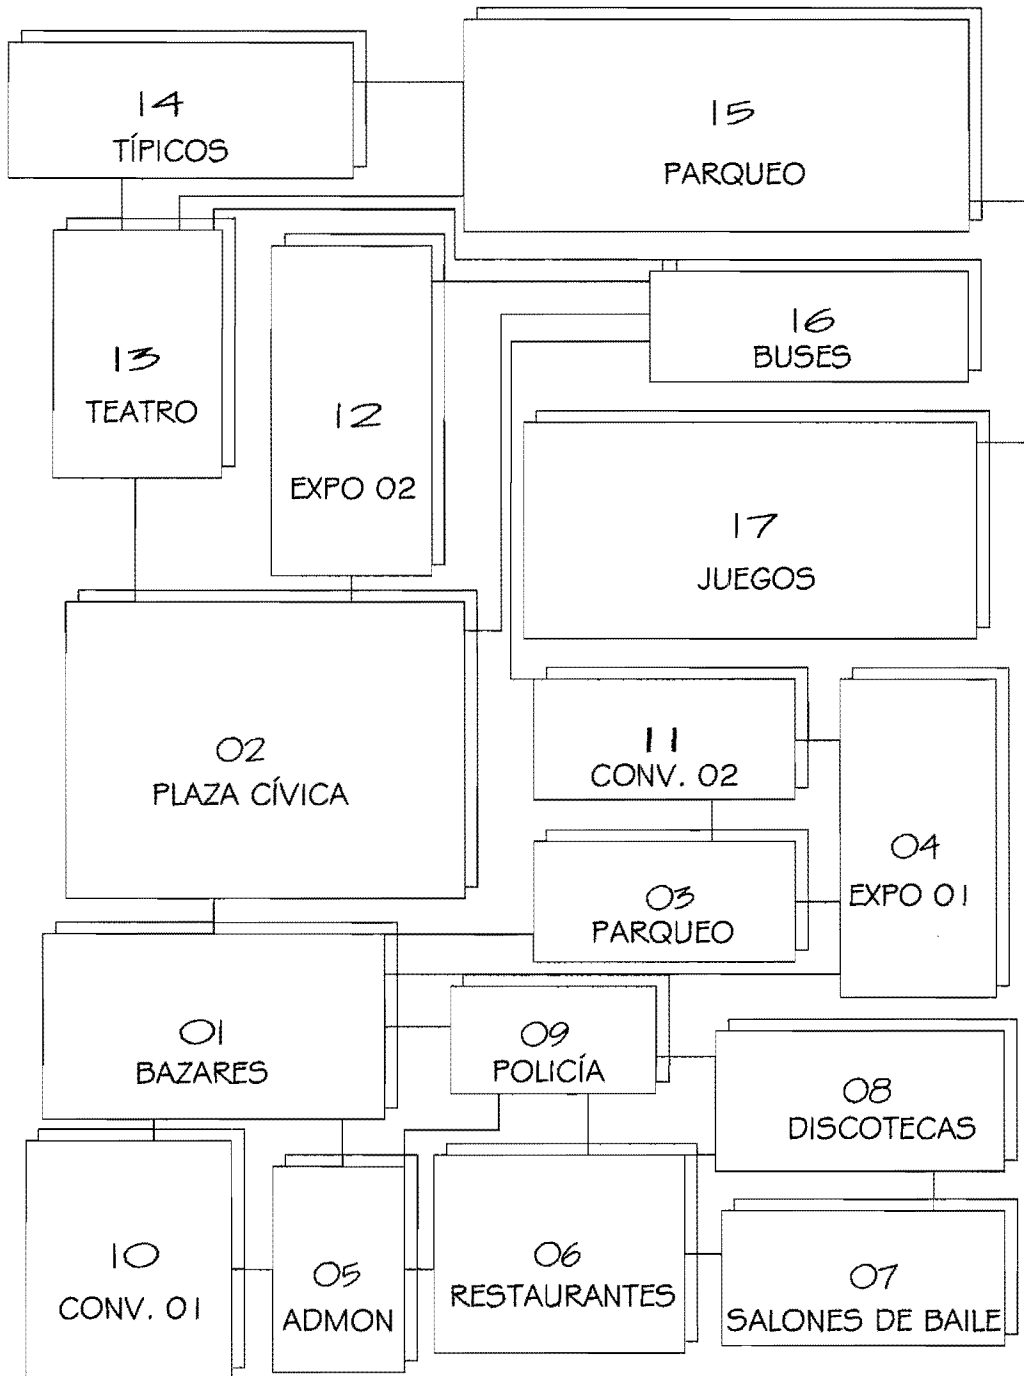 14
TÍPICOS
15
PARQUEO
13
TEATRO
12
EXPO 02
16
BUSES
17
JUEGOS
02
PLAZA CÍVICA
11
CONV. 02
03
PARQUEO
04
EXPO 01
01
BAZARES
09
POLICÍA
08
DISCOTECAS
10
CONV. 01
05
ADMON
06
RESTAURANTES
07
SALONES DE BAILE